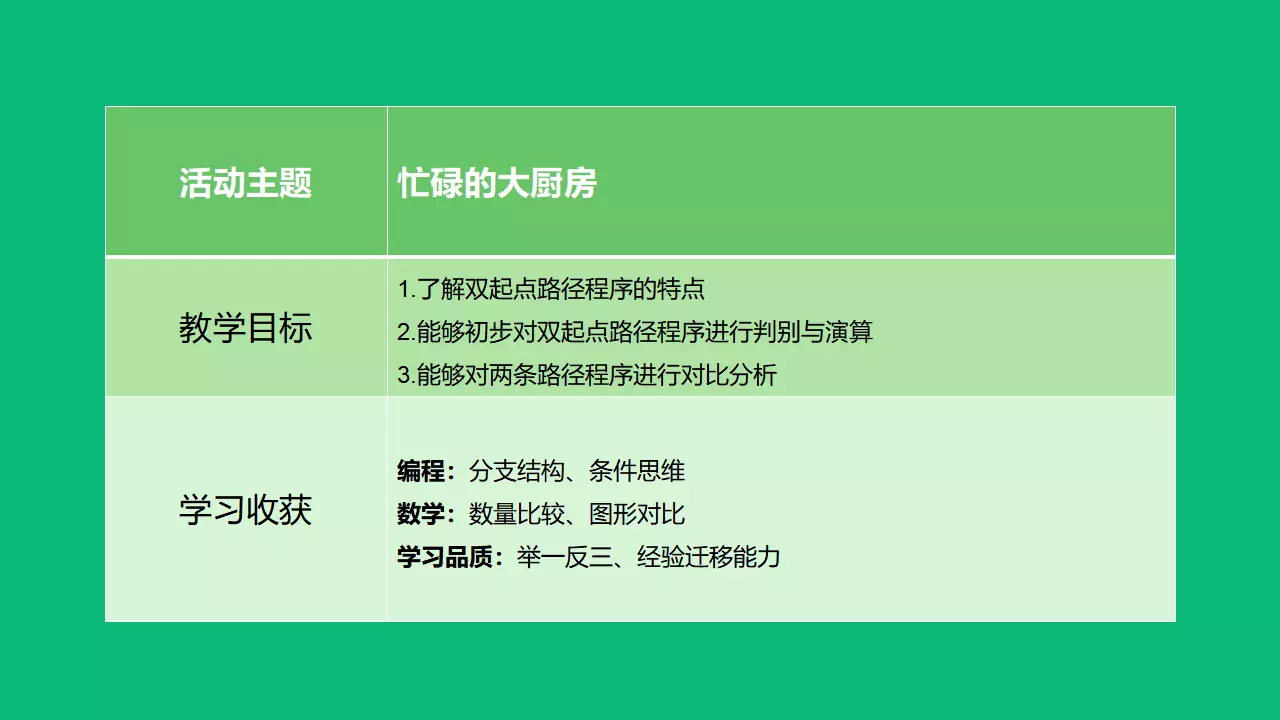 活动主题
忙碌的大厨房
教学目标
1.了解双起点路径程序的特点
2.能够初步对双起点路径程序进行判别与演算
3.能够对两条路径程序进行对比分析
学习收获
编程：分支结构、条件思维
数学：数量比较、图形对比
学习品质：举一反三、经验迁移能力